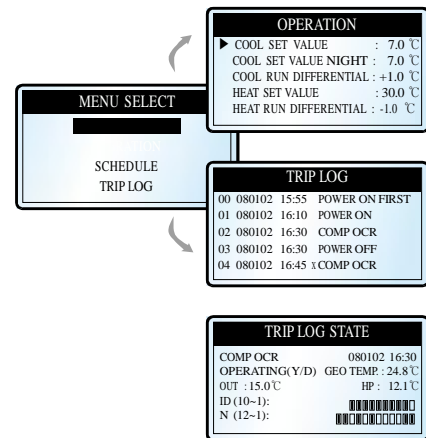 OPERATION
▶ COOL SET VALUE : 7.0 ℃
COOL SET VALUE NIGHT : 7.0 ℃
COOL RUN DIFFERENTIAL : +1.0 ℃
HEAT SET VALUE : 30.0 ℃
HEAT RUN DIFFERENTIAL : -1.0 ℃
MENU SELECT
SCHEDULE
TRIP LOG
TRIP LOG
00 080102 15:55 POWER ON FIRST
01 080102 16:10 POWER ON
02 080102 16:30 COMP OCR
03 080102 16:30 POWER OFF
04 080102 16:45 X COMP OCR
TRIP LOG STATE
COMP OCR 080102 16:30
OPERATING(Y/D) GEO TEMP. : 24.8℃
OUT : 15.0℃ HP : 12.1℃
ID (10~1):
N (12~1):